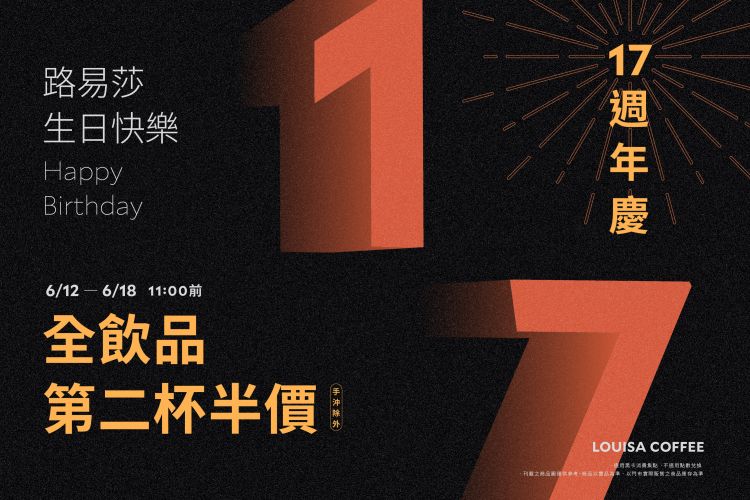 路易莎
生日快樂
Happy
Birthday
17
17
週
年
慶
6/12 — 6/18 11:00前
全飲品
第二杯半價
手沖除外
LOUISA COFFEE